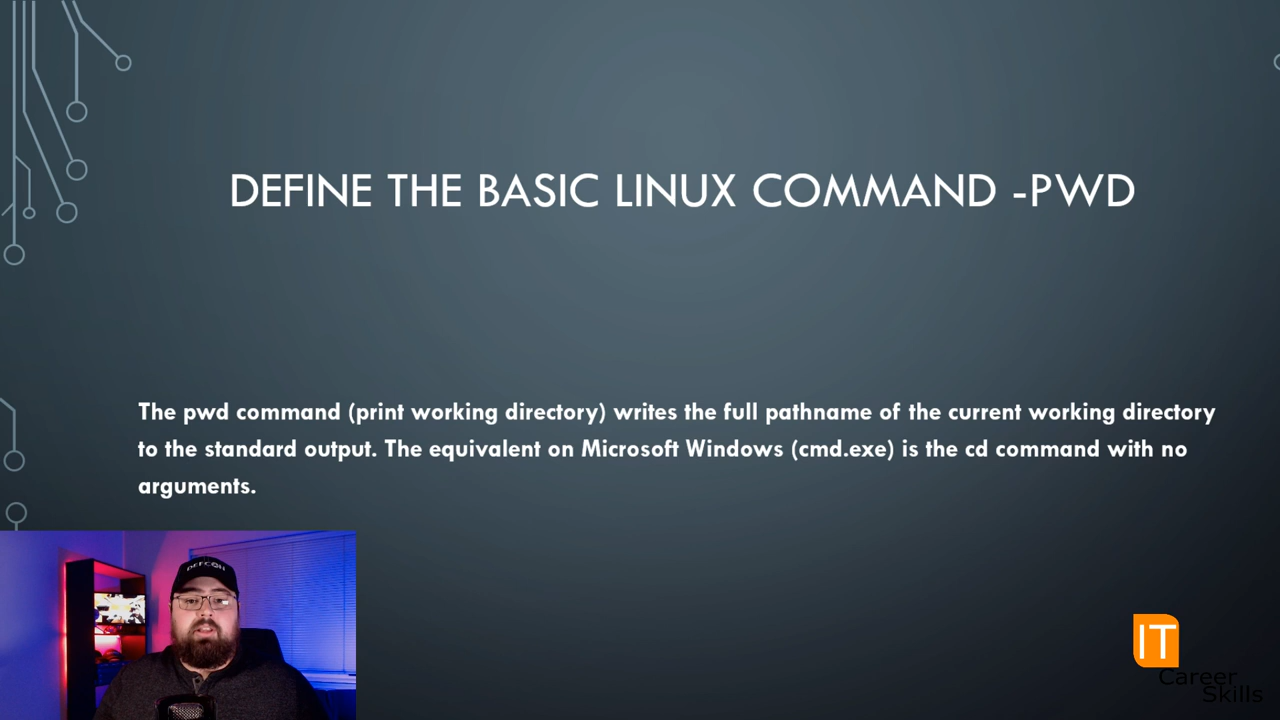 DEFINE THE BASIC LINUX COMMAND -PWD
The pwd command (print working directory) writes the full pathname of the current working directory
to the standard output. The equivalent on Microsoft Windows (cmd.exe) is the cd command with no
arguments.
DEFCON
IT
Career
Skills